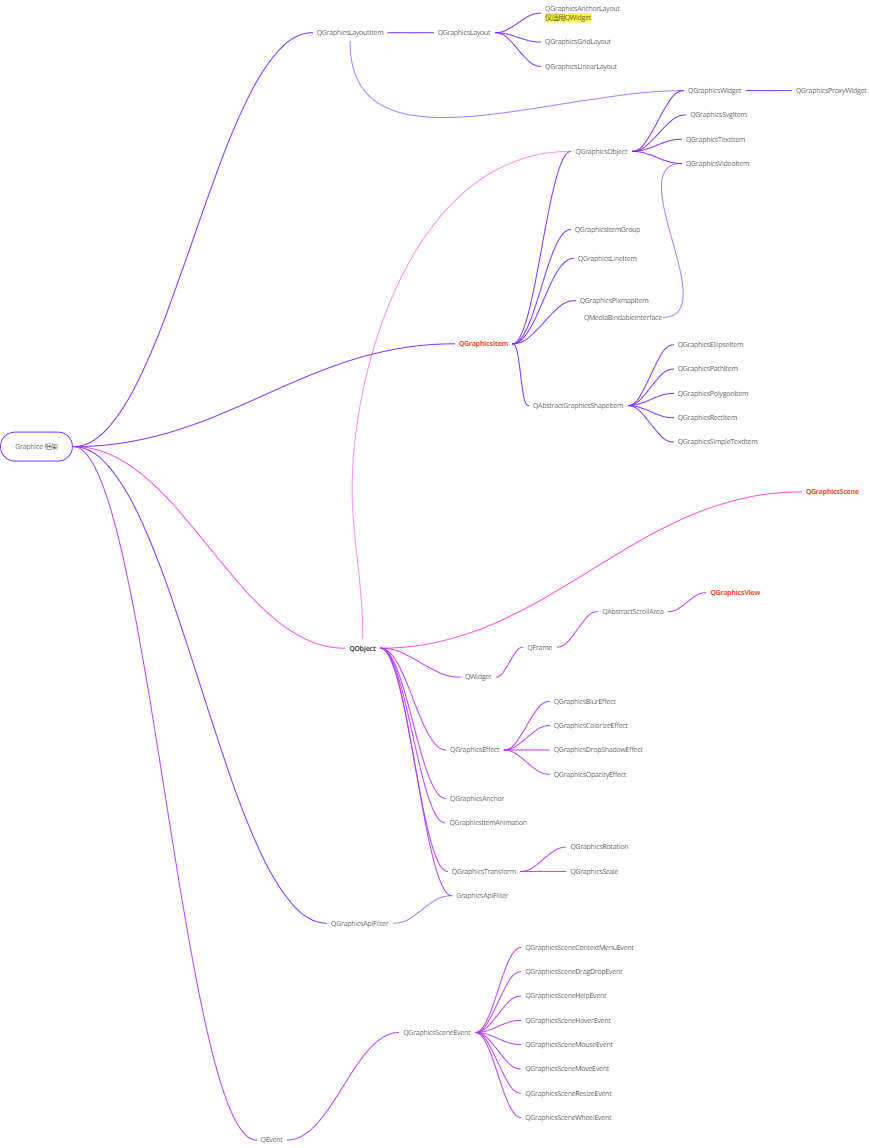 QGraphicsAnchorLayout
仅适用QWidget
QGraphicsLayoutItem
QGraphicsLayout
QGraphicsGridLayout
QGraphicsLinearLayout
QGraphicsWidget
QGraphicsProxyWidget
QGraphicsSvgItem
QGraphicsTextItem
QGraphicsObject
QGraphicsVideoItem
QGraphicsItemGroup
QGraphicsLineItem
QGraphicsPixmapItem
QMediaBindableInterface
QGraphicsItem
QGraphicsEllipseItem
QGraphicsPathItem
QGraphicsPolygonItem
QAbstractGraphicsShapeItem
QGraphicsRectItem
QGraphicsSimpleTextItem
Graphice 框架
QGraphicsScene
QGraphicsView
QAbstractScrollArea
QObject
QFrame
QWidget
QGraphicsBlurEffect
QGraphicsColorizeEffect
QGraphicsEffect
QGraphicsDropShadowEffect
QGraphicsOpacityEffect
QGraphicsAnchor
QGraphicsItemAnimation
QGraphicsRotation
QGraphicsTransform
QGraphicsScale
GraphicsApiFilter
QGraphicsApiFilter
QGraphicsSceneContextMenuEvent
QGraphicsSceneDragDropEvent
QGraphicsSceneHelpEvent
QGraphicsSceneHoverEvent
QGraphicsSceneEvent
QGraphicsSceneMouseEvent
QGraphicsSceneMoveEvent
QGraphicsSceneResizeEvent
QGraphicsSceneWheelEvent
QEvent